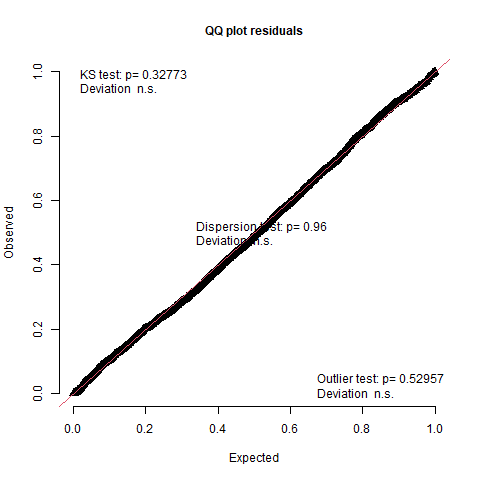 QQ plot residuals
KS test: p= 0.32773
Deviation n.s.
Dispersion test: p= 0.96
Deviation n.s.
Outlier test: p= 0.52957
Deviation n.s.
Observed
0.0 0.2 0.4 0.6 0.8 1.0
0.0 0.2 0.4 0.6 0.8 1.0
Expected